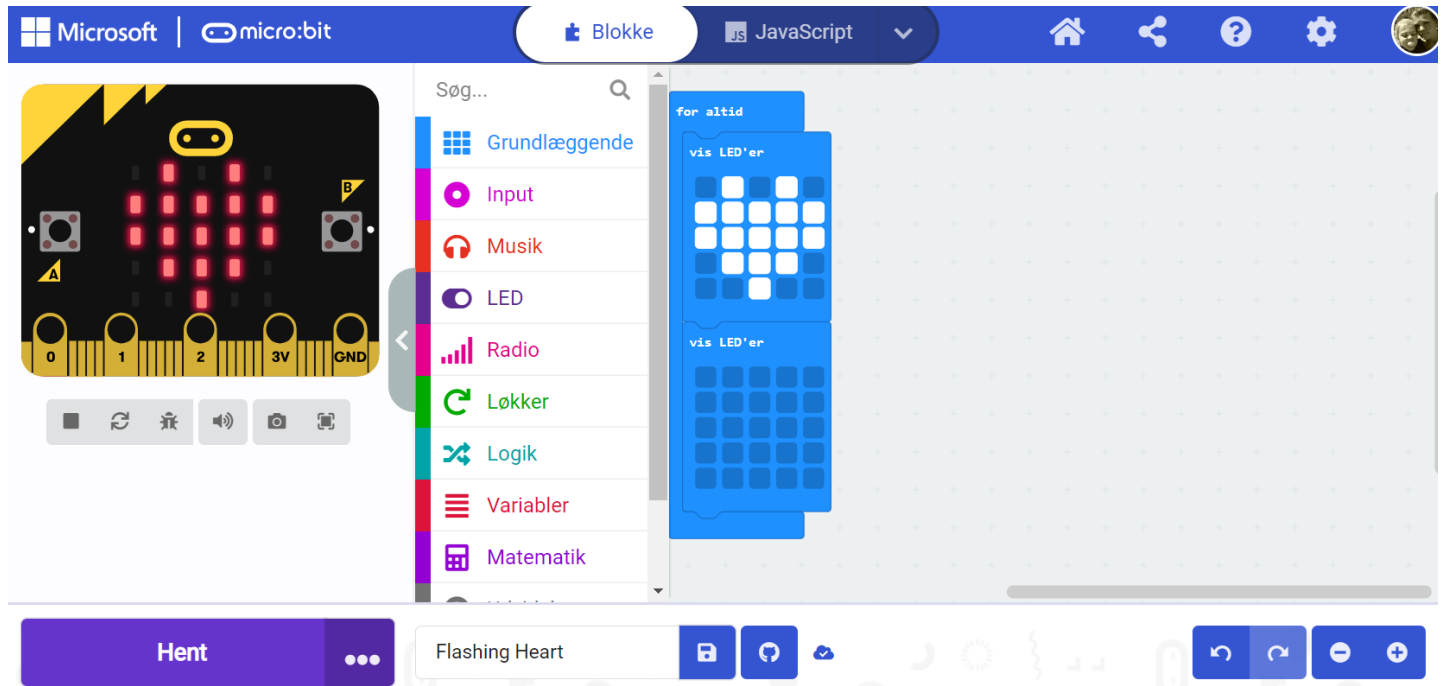 Microsoft micro:bit
Blokke
JS JavaScript
Søg...
Grundlæggende
Input
Musik
LED
Radio
Løkker
Logik
Variabler
Matematik
A
B
0 1 2 3V GND
for altid
vis LED'er
vis LED'er
Hent
Flashing Heart